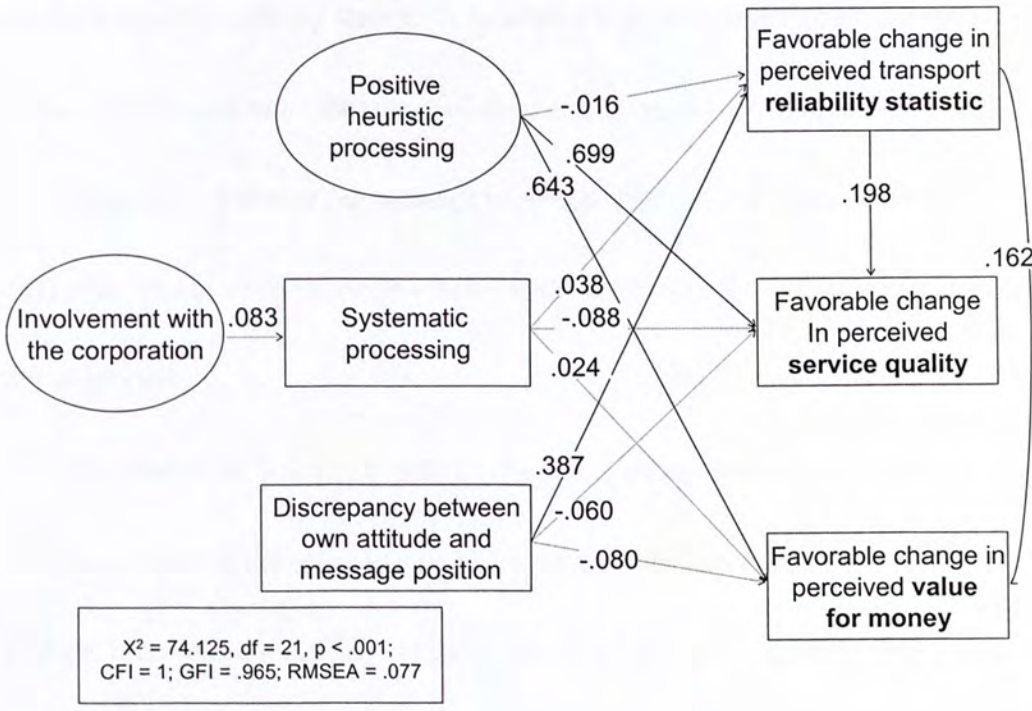 Positive
heuristic
processing
Favorable change in
perceived transport
reliability statistic
-.016
.699
.643
.198
.162
Involvement with
the corporation
.083
Systematic
processing
.038
-.088
.024
Favorable change
In perceived
service quality
Discrepancy between
own attitude and
message position
.387
-.060
-.080
Favorable change in
perceived value
for money
X² = 74.125, df = 21, p < .001;
CFI = 1; GFI = .965; RMSEA = .077